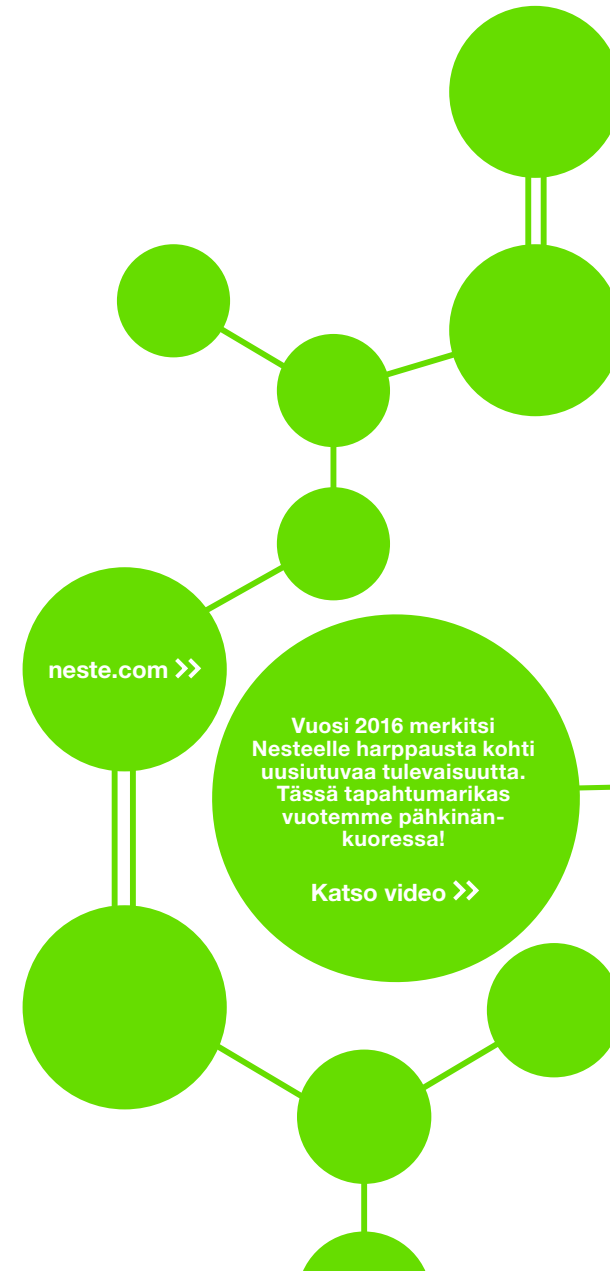 neste.com >>
Vuosi 2016 merkitsi
Nesteelle harppausta kohti
uusiutuvaa tulevaisuutta.
Tässä tapahtumarikas
vuotemme pähkinän-
kuoressa!
Katso video >>